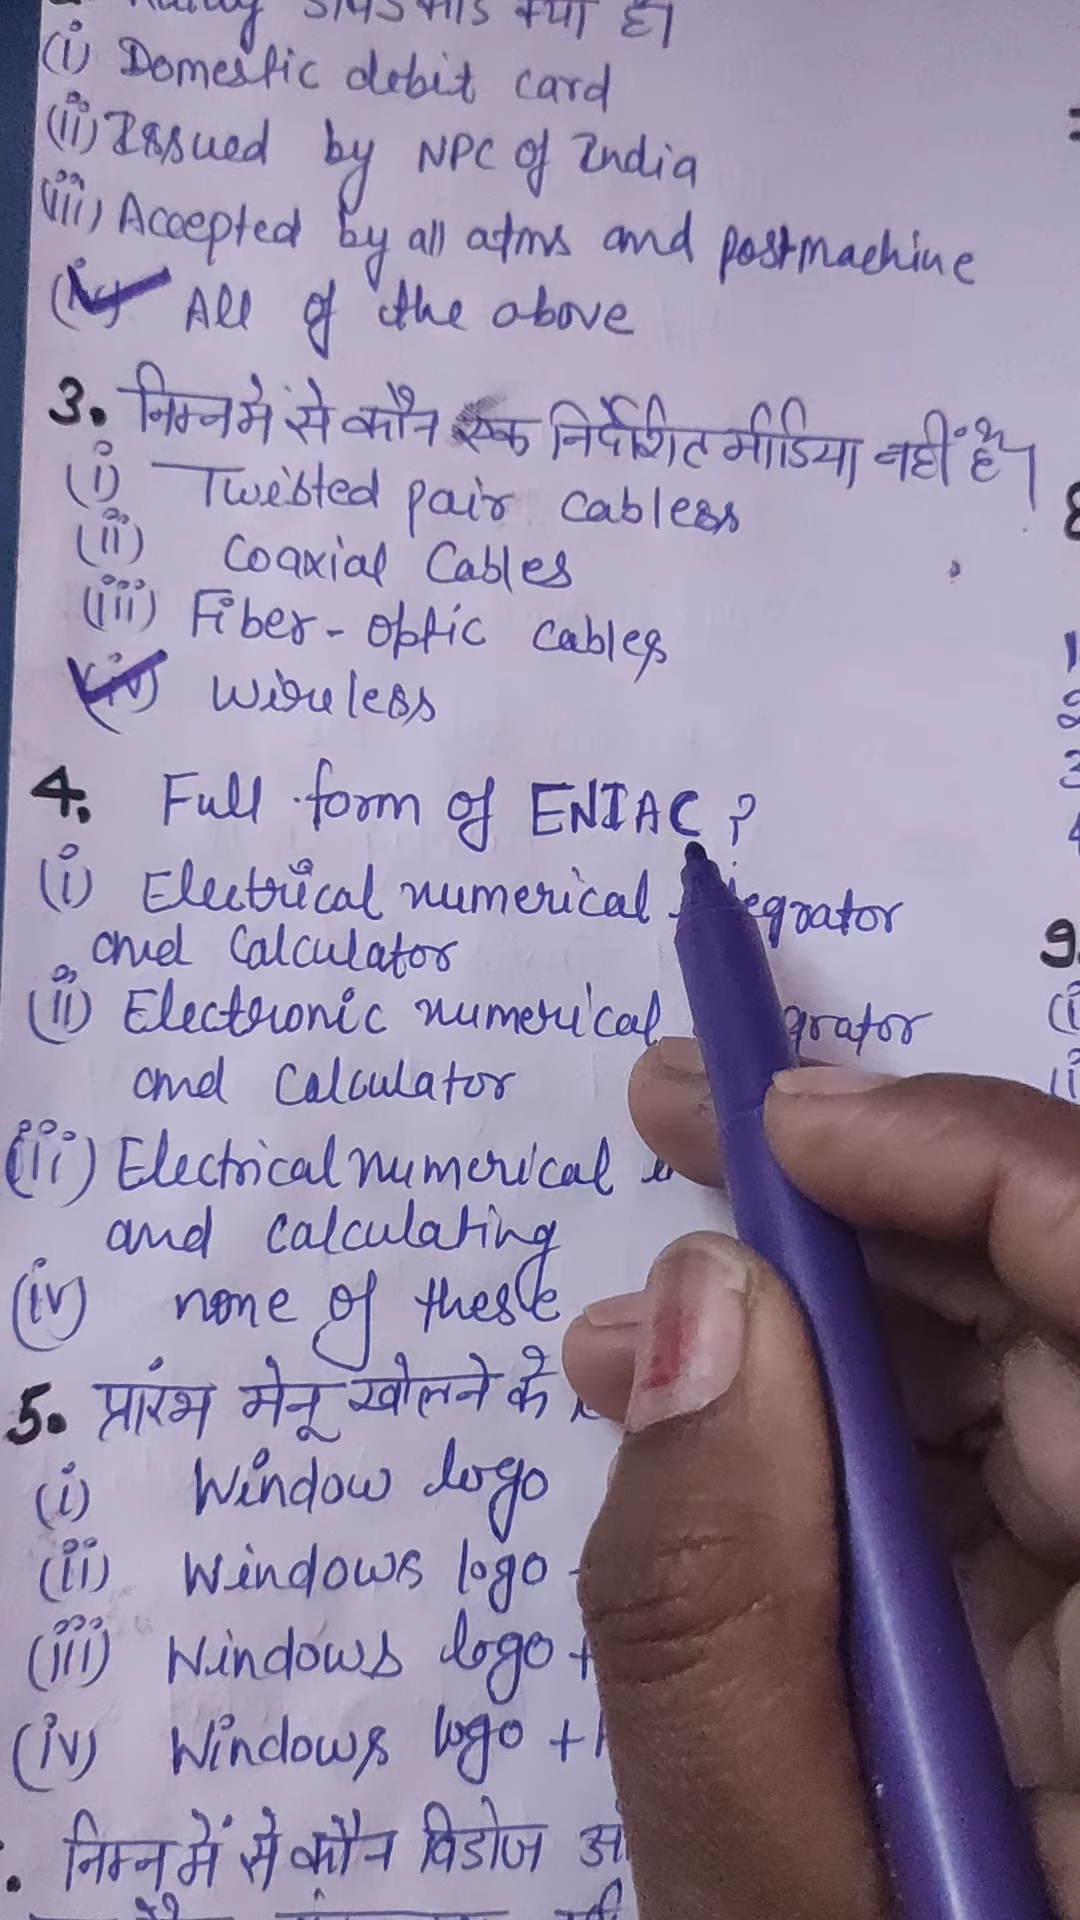 क्या है।
(i) Domestic debit card
(ii) Issued by NPC of India
(iii) Accepted by all atms and postmachine
(iv) All of the above
3. निम्न मे से कौन एक निर्देशित मीडिया नहीं है।
(i) Twisted pair cabless
(ii) Coaxial Cables
(iii) Fiber-optic cables
(iv) Wireless
4. Full form of ENIAC ?
(i) Electrical numerical
and Calculator
(ii) Electronic numerical
and Calculator
(iii) Electrical numerical
and calculating
(iv) none of these
5. प्रारंभ मेनू खोलने के
(i) Window logo
(ii) Windows logo
(iii) Windows logo +
(iv) Windows logo +
निम्न में से कौन विडोज
9.